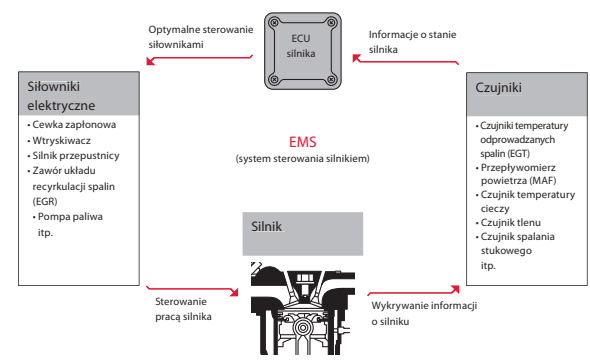 Optymalne sterowanie
siłownikami
ECU
silnika
Informacje o stanie
silnika
Siłowniki
elektryczne
• Cewka zapłonowa
• Wtryskiwacz
• Silnik przepustnicy
• Zawór układu
recyrkulacji spalin
(EGR)
• Pompa paliwa
itp.
EMS
(system sterowania silnikiem)
Czujniki
• Czujniki temperatury
odprowadzanych
spalin (EGT)
• Przepływomierz
powietrza (MAF)
• Czujnik temperatury
cieczy
• Czujnik tlenu
• Czujnik spalania
stukowego
itp.
Silnik
Sterowanie
pracą silnika
Wykrywanie informacji
o silniku